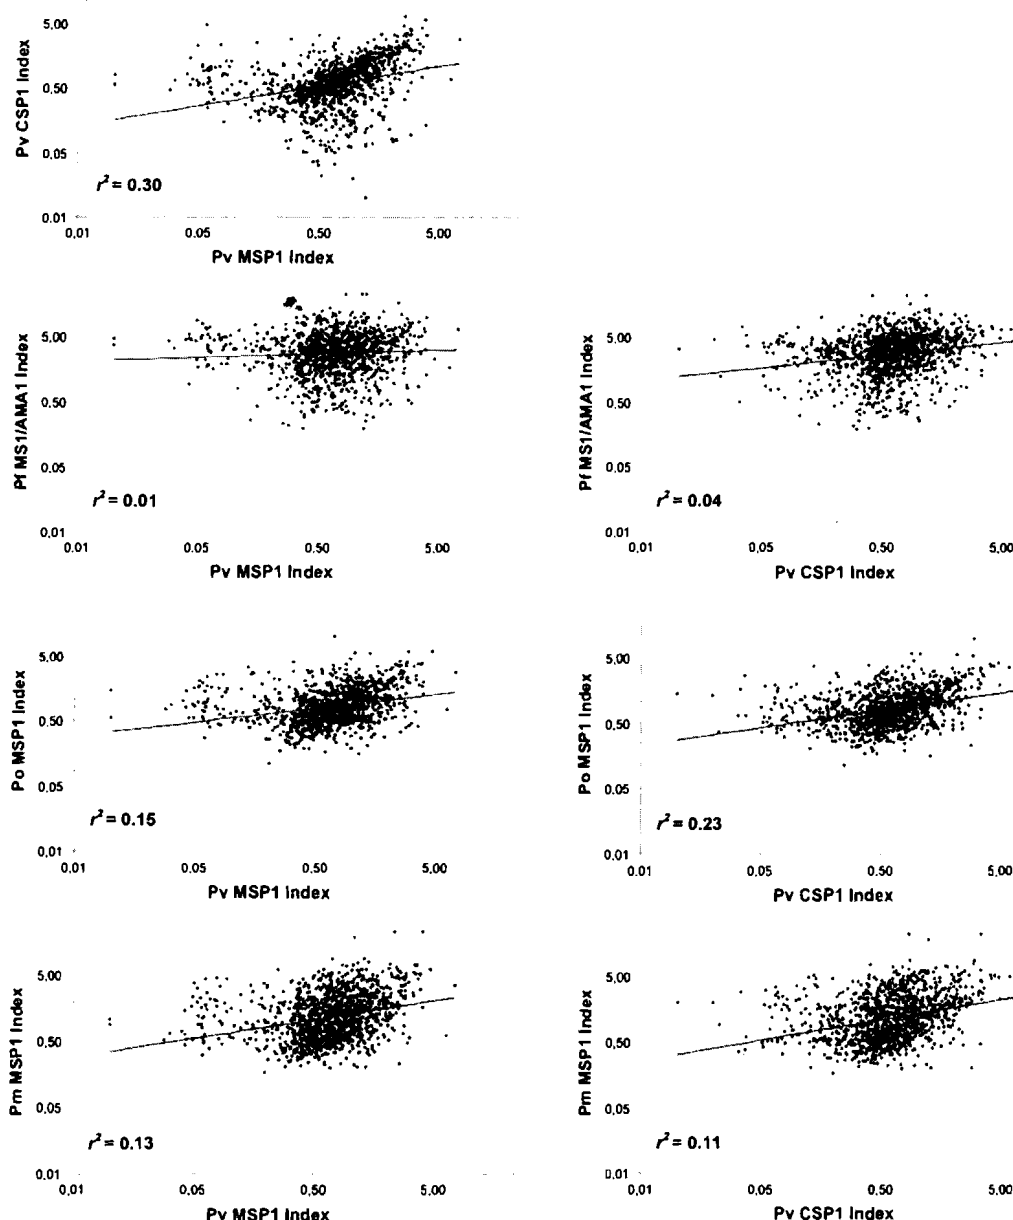 5.00
0.50
0.05
0.01
Pv CSP1 Index
r² = 0.30
0.01 0.05 0.50 5.00
Pv MSP1 Index
5.00
0.50
0.05
0.01
Pf MS1/AMA1 Index
r² = 0.01
0.01 0.05 0.50 5.00
Pv MSP1 Index
5.00
0.50
0.05
0.01
Pf MS1/AMA1 Index
r² = 0.04
0.01 0.05 0.50 5.00
Pv CSP1 Index
5.00
0.50
0.05
0.01
Po MSP1 Index
r² = 0.15
0.01 0.05 0.50 5.00
Pv MSP1 Index
5.00
0.50
0.05
0.01
Po MSP1 Index
r² = 0.23
0.01 0.05 0.50 5.00
Pv CSP1 Index
5.00
0.50
0.05
0.01
Pm MSP1 Index
r² = 0.13
0.01 0.05 0.50 5.00
Pv MSP1 Index
5.00
0.50
0.05
0.01
Pm MSP1 Index
r² = 0.11
0.01 0.05 0.50 5.00
Pv CSP1 Index